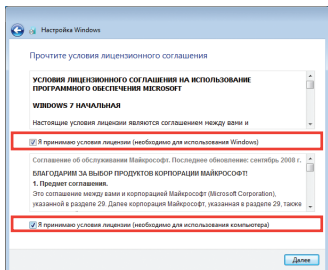 Настройка Windows
Прочтите условия лицензионного соглашения
УСЛОВИЯ ЛИЦЕНЗИОННОГО СОГЛАШЕНИЯ НА ИСПОЛЬЗОВАНИЕ
ПРОГРАММНОГО ОБЕСПЕЧЕНИЯ MICROSOFT
WINDOWS 7 НАЧАЛЬНАЯ
Настоящие условия лицензии являются соглашением между вами и
Я принимаю условия лицензии (необходимо для использования Windows)
Соглашение об обслуживании Майкрософт. Последнее обновление: сентябрь 2008 г.
БЛАГОДАРИМ ЗА ВЫБОР ПРОДУКТОВ КОРПОРАЦИИ МАЙКРОСОФТ!
1. Предмет соглашения.
Это соглашение между вами и корпорацией Майкрософт (Microsoft Corporation),
указанной в разделе 29. Далее корпорация Майкрософт, указанная в разделе 29, также
Я принимаю условия лицензии (необходимо для использования компьютера)
Далее